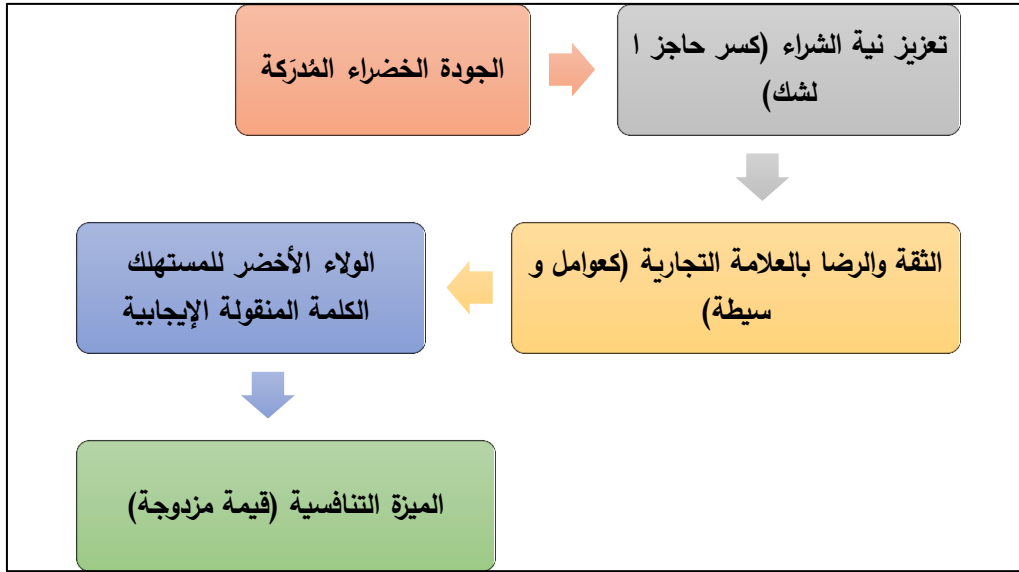 الجودة الخضراء المُدرَكة
تعزيز نية الشراء (كسر حاجز ا
لشك)
الثقة والرضا بالعلامة التجارية (كعوامل و
سيطة)
الولاء الأخضر للمستهلك
الكلمة المنقولة الإيجابية
الميزة التنافسية (قيمة مزدوجة)